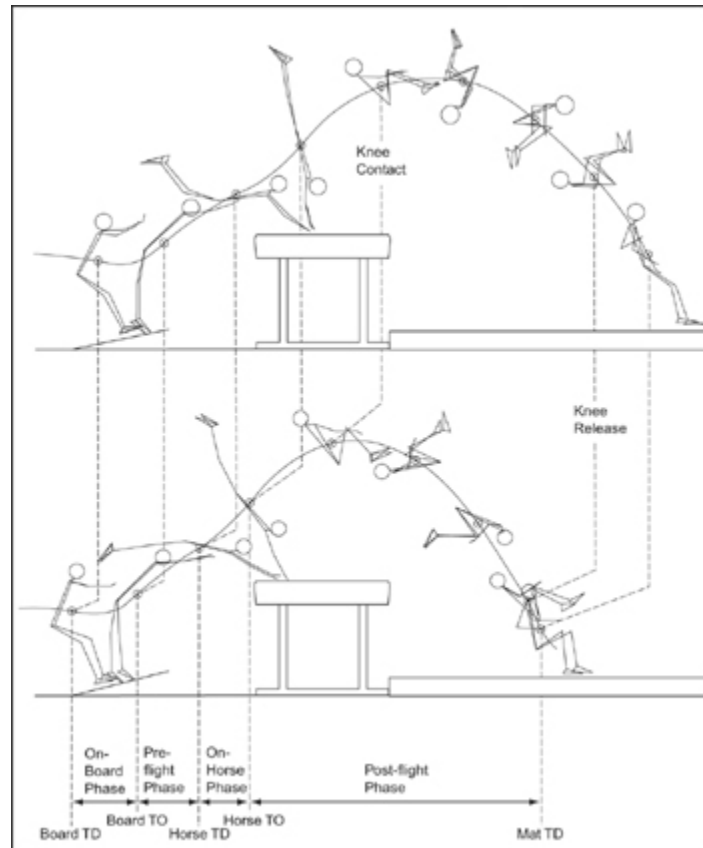 Knee
Contact
Knee
Release
On-
Board
Phase
Pre-
flight
Phase
On-
Horse
Phase
Post-flight
Phase
Board TD
Board TO
Horse TD
Horse TO
Mat TD